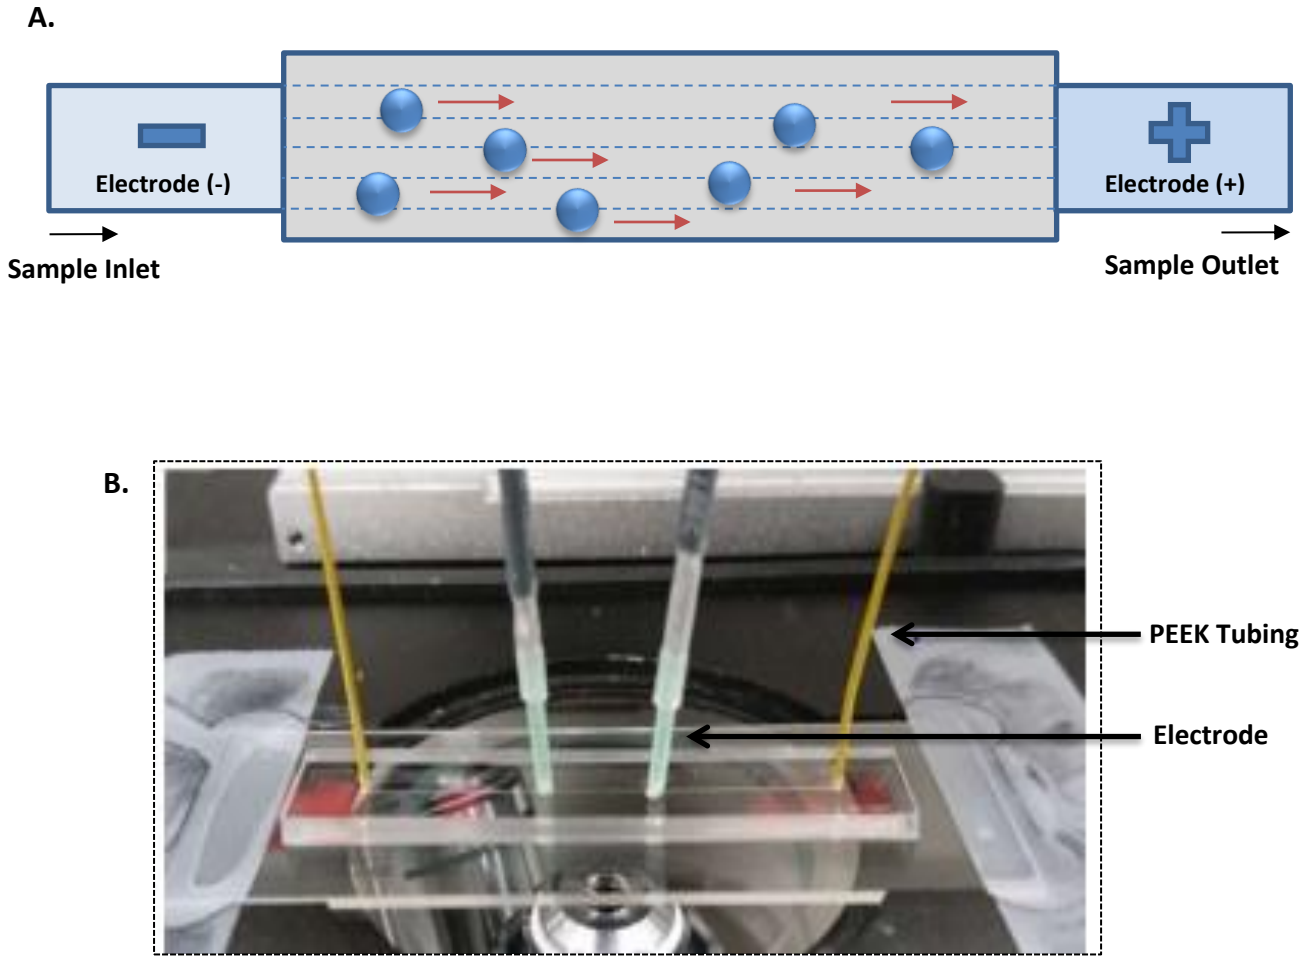 A.
Electrode (-)
Electrode (+)
Sample Inlet
Sample Outlet
B.
PEEK Tubing
Electrode